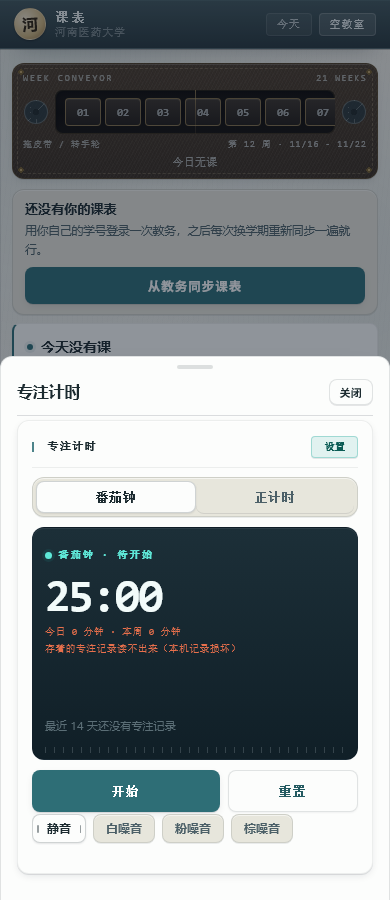 河
课表
河南医药大学
今天
空教室
WEEK CONVEYOR
21 WEEKS
01
02
03
04
05
06
07
拖皮带 / 转手轮
第 12 周 · 11/16 - 11/22
今日无课
还没有你的课表
用你自己的学号登录一次教务，之后每次换学期重新同步一遍就行。
从教务同步课表
今天没有课
专注计时
关闭
专注计时
设置
番茄钟
正计时
番茄钟 · 待开始
25:00
今日 0 分钟 · 本周 0 分钟
存着的专注记录读不出来（本机记录损坏）
最近 14 天还没有专注记录
开始
重置
静音
白噪音
粉噪音
棕噪音